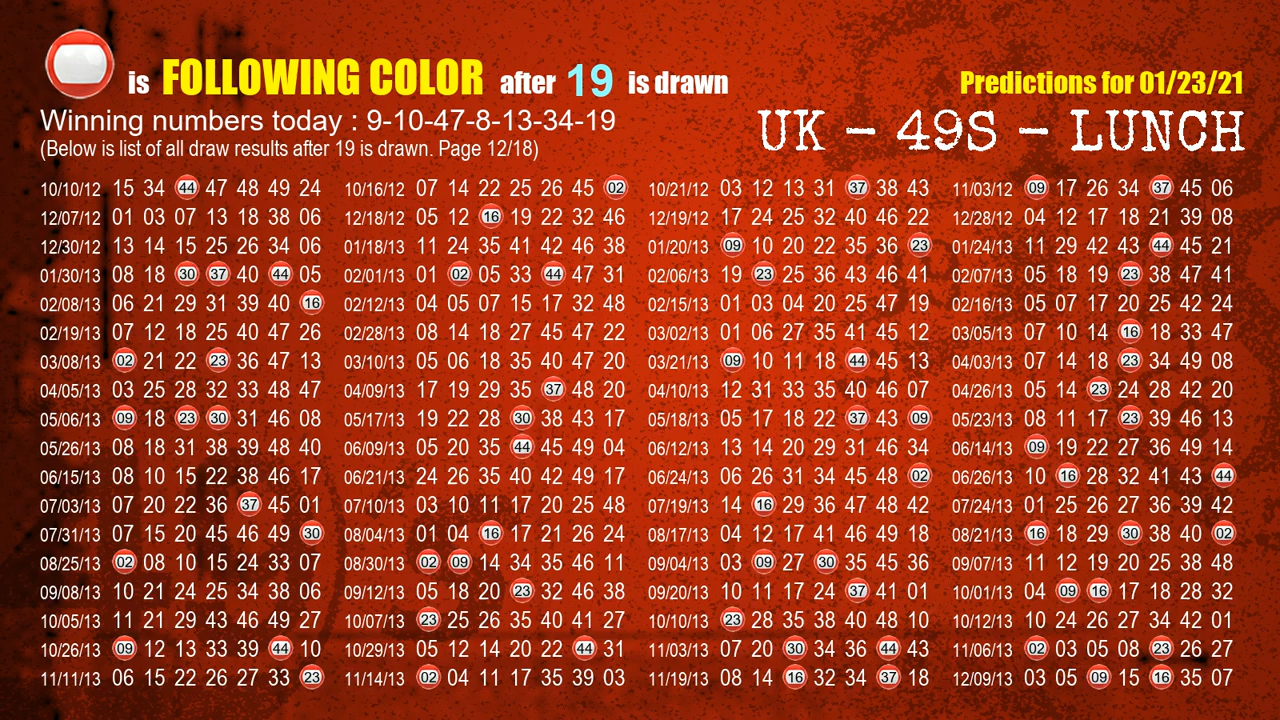 is FOLLOWING COLOR after 19 is drawn
Predictions for 01/23/21
Winning numbers today : 9-10-47-8-13-34-19
UK - 49S - LUNCH
(Below is list of all draw results after 19 is drawn. Page 12/18)
10/10/12 15 34 44 47 48 49 24 10/16/12 07 14 22 25 26 45 02 10/21/12 03 12 13 31 37 38 43 11/03/12 09 17 26 34 37 45 06
12/07/12 01 03 07 13 18 38 06 12/18/12 05 12 16 19 22 32 46 12/19/12 17 24 25 32 40 46 22 12/28/12 04 12 17 18 21 39 08
12/30/12 13 14 15 25 26 34 06 01/18/13 11 24 35 41 42 46 38 01/20/13 09 10 20 22 35 36 23 01/24/13 11 29 42 43 44 45 21
01/30/13 08 18 30 37 40 44 05 02/01/13 01 02 05 33 44 47 31 02/06/13 19 23 25 36 43 46 41 02/07/13 05 18 19 23 38 47 41
02/08/13 06 21 29 31 39 40 16 02/12/13 04 05 07 15 17 32 48 02/15/13 01 03 04 20 25 47 19 02/16/13 05 07 17 20 25 42 24
02/19/13 07 12 18 25 40 47 26 02/28/13 08 14 18 27 45 47 22 03/02/13 01 06 27 35 41 45 12 03/05/13 07 10 14 16 18 33 47
03/08/13 02 21 22 23 36 47 13 03/10/13 05 06 18 35 40 47 20 03/21/13 09 10 11 18 44 45 13 04/03/13 07 14 18 23 34 49 08
04/05/13 03 25 28 32 33 48 47 04/09/13 17 19 29 35 37 48 20 04/10/13 12 31 33 35 40 46 07 04/26/13 05 14 23 24 28 42 20
05/06/13 09 18 23 30 31 46 08 05/17/13 19 22 28 30 38 43 17 05/18/13 05 17 18 22 37 43 09 05/23/13 08 11 17 23 39 46 13
05/26/13 08 18 31 38 39 48 40 06/09/13 05 20 35 44 45 49 04 06/12/13 13 14 20 29 31 46 34 06/14/13 09 19 22 27 36 49 14
06/15/13 08 10 15 22 38 46 17 06/21/13 24 26 35 40 42 49 17 06/24/13 06 26 31 34 45 48 02 06/26/13 10 16 28 32 41 43 44
07/03/13 07 20 22 36 37 45 01 07/10/13 03 10 11 17 20 25 48 07/19/13 14 16 29 36 47 48 42 07/24/13 01 25 26 27 36 39 42
07/31/13 07 15 20 45 46 49 30 08/04/13 01 04 16 17 21 26 24 08/17/13 04 12 17 41 46 49 18 08/21/13 16 18 29 30 38 40 02
08/25/13 02 08 10 15 24 33 07 08/30/13 02 09 14 34 35 46 11 09/04/13 03 09 27 30 35 45 36 09/07/13 11 12 19 20 25 38 48
09/08/13 10 21 24 25 34 38 06 09/12/13 05 18 20 23 32 46 38 09/20/13 10 11 17 24 37 41 01 10/01/13 04 09 16 17 18 28 32
10/05/13 11 21 29 43 46 49 27 10/07/13 23 25 26 35 40 41 27 10/10/13 23 28 35 38 40 48 10 10/12/13 10 24 26 27 34 42 01
10/26/13 09 12 13 33 39 44 10 10/29/13 05 12 14 20 22 44 31 11/03/13 07 20 30 34 36 44 43 11/06/13 02 03 05 08 23 26 27
11/11/13 06 15 22 26 27 33 23 11/14/13 02 04 11 17 35 39 03 11/19/13 08 14 16 32 34 37 18 12/09/13 03 05 09 15 16 35 07